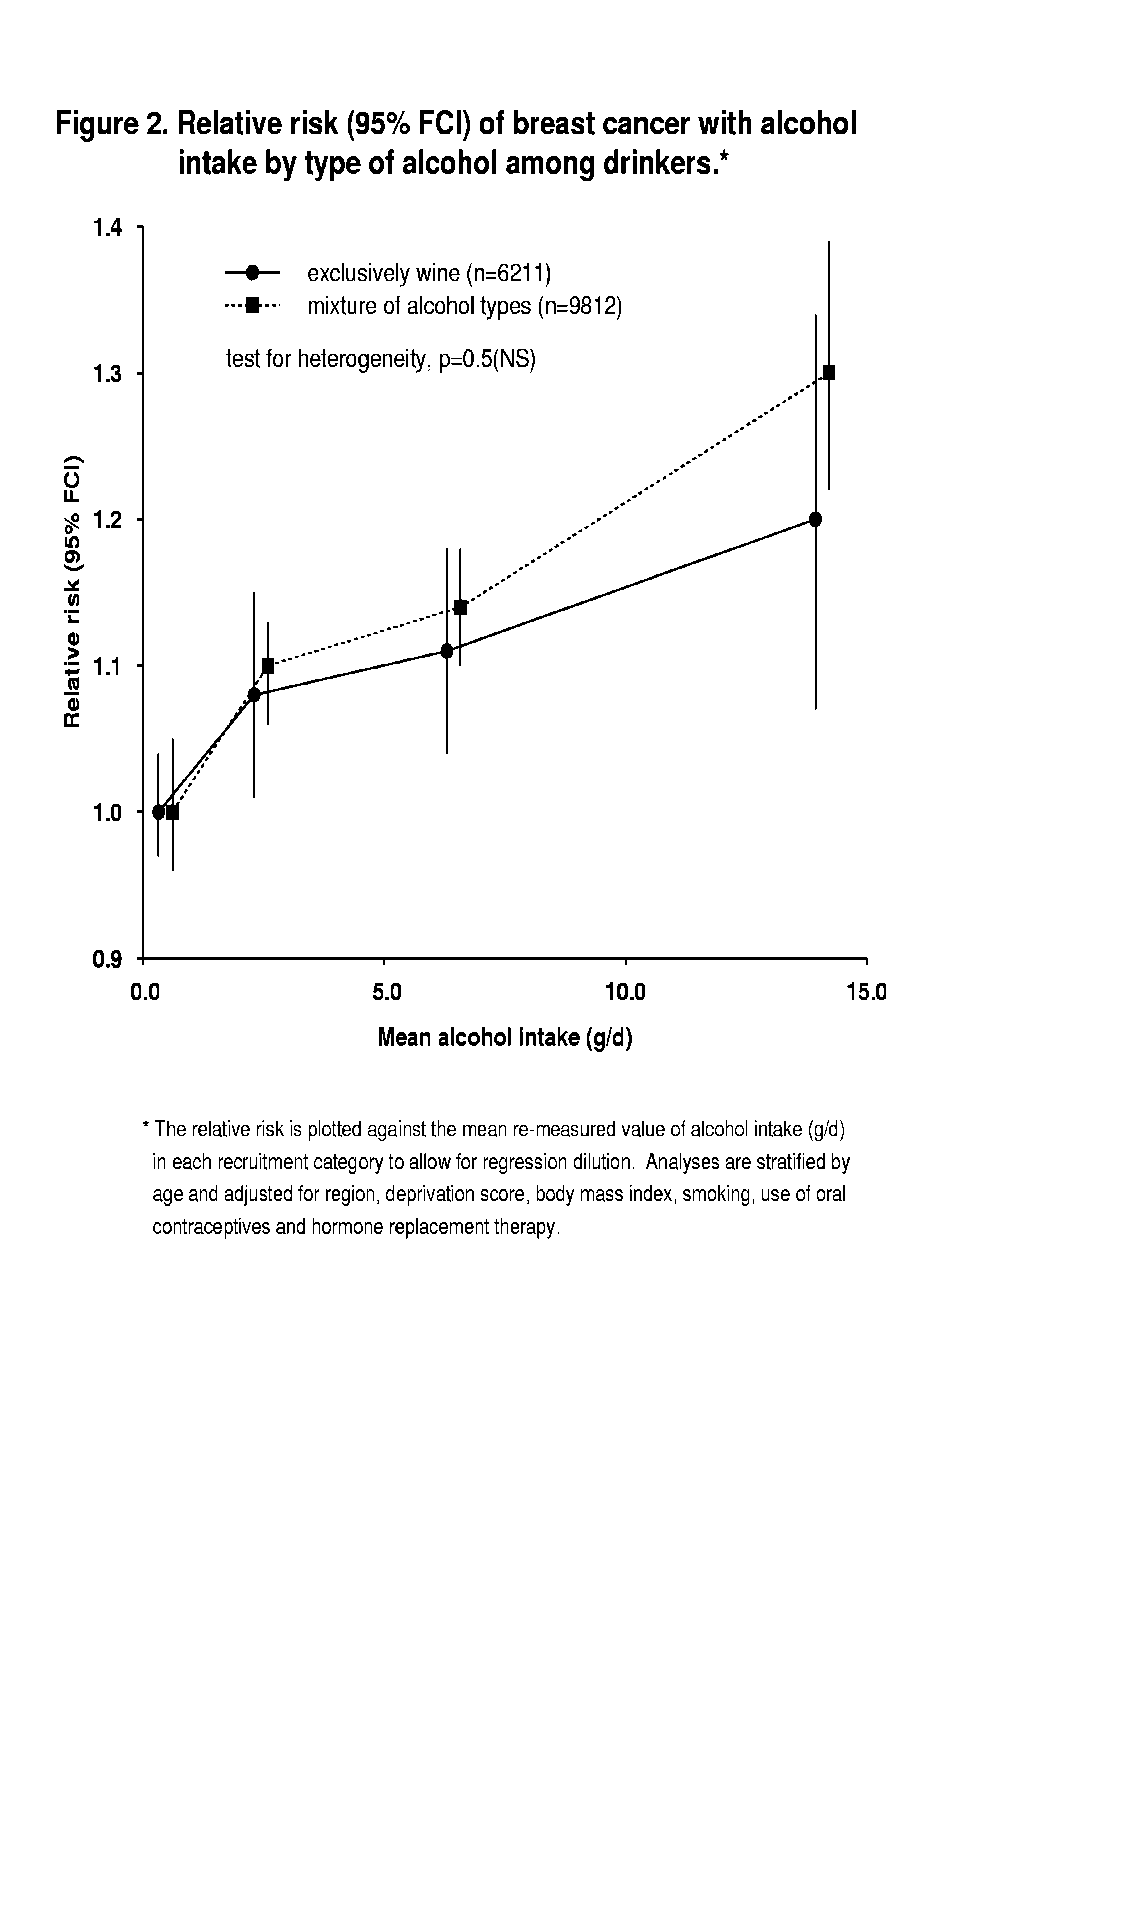 Figure 2. Relative risk (95% FCI) of breast cancer with alcohol
intake by type of alcohol among drinkers.*
1.4
exclusively wine (n=6211)
mixture of alcohol types (n=9812)
test for heterogeneity, p=0.5(NS)
1.3
1.2
1.1
1.0
0.9
Relative risk (95% FCI)
0.0 5.0 10.0 15.0
Mean alcohol intake (g/d)
* The relative risk is plotted against the mean re-measured value of alcohol intake (g/d)
in each recruitment category to allow for regression dilution. Analyses are stratified by
age and adjusted for region, deprivation score, body mass index, smoking, use of oral
contraceptives and hormone replacement therapy.